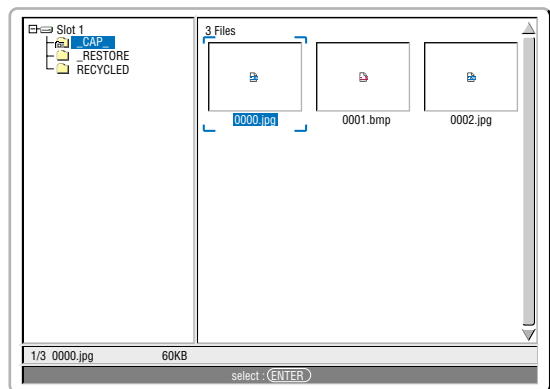 Slot 1
_CAP_
_RESTORE
RECYCLED
3 Files
0000.jpg
0001.bmp
0002.jpg
1/3 0000.jpg 60KB
select : ENTER